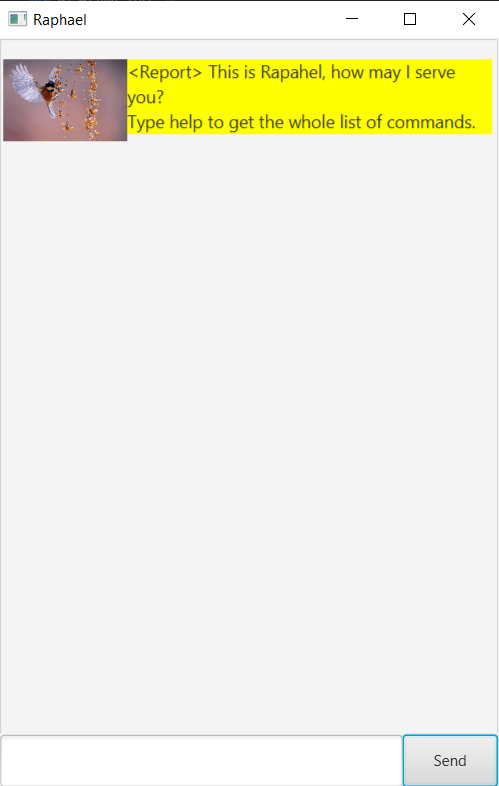 Raphael
<Report> This is Rapahel, how may I serve
you?
Type help to get the whole list of commands.
Send